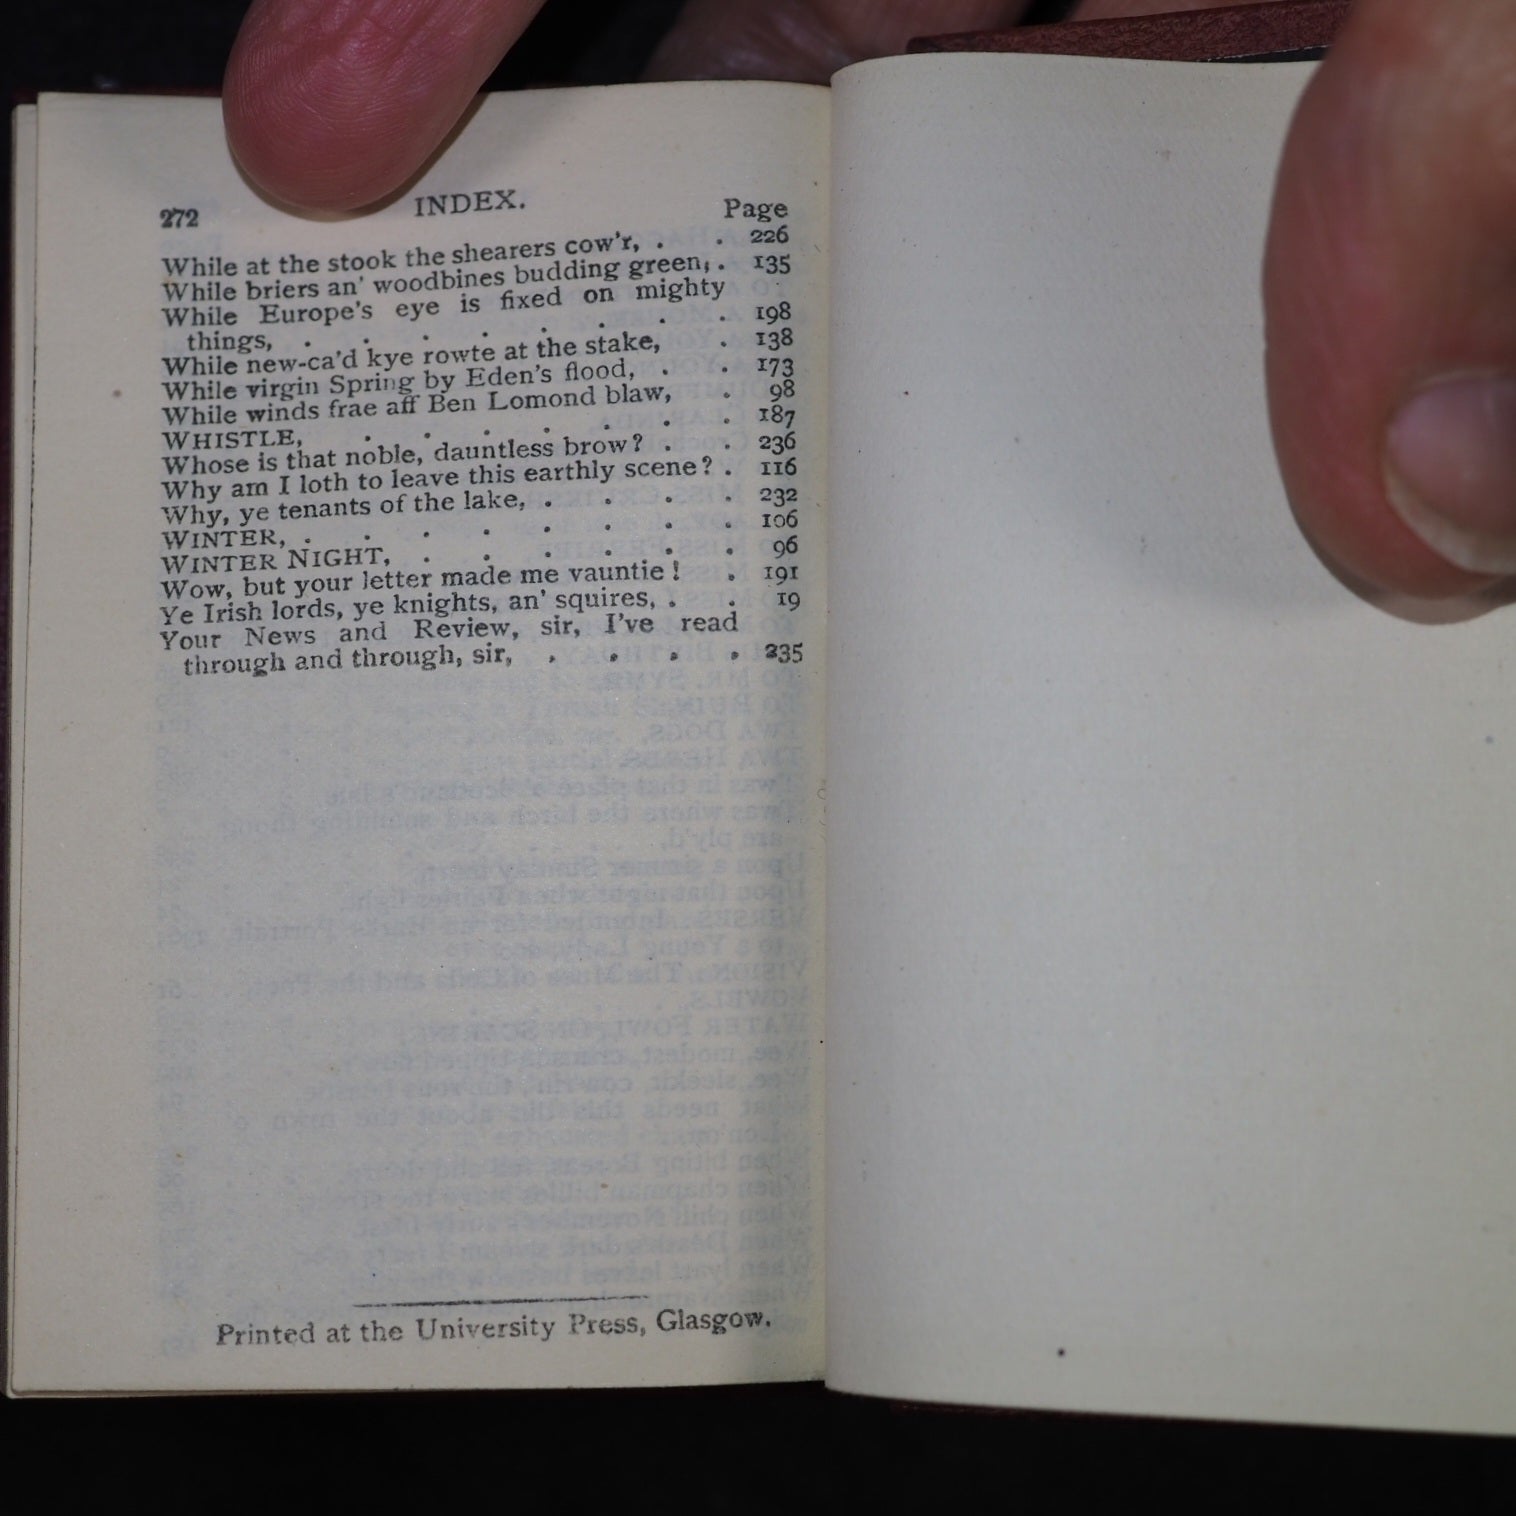 272 INDEX.
Page
While at the stook the shearers cow'r, . . 226
While briers an' woodbines budding green, . 135
While Europe's eye is fixed on mighty
things, . . . . . . . . 198
While new-ca'd kye rowte at the stake, . 138
While virgin Spring by Eden's flood, . . 173
While winds frae aff Ben Lomond blaw, . 98
WHISTLE, . . . . . . . 187
Whose is that noble, dauntless brow? . . 236
Why am I loth to leave this earthly scene? . 116
Why, ye tenants of the lake, . . . . 232
WINTER, . . . . . . . . 106
WINTER NIGHT, . . . . . . 96
Wow, but your letter made me vauntie! . 191
Ye Irish lords, ye knights, an' squires, . . 19
Your News and Review, sir, I've read
through and through, sir, . . . . 235
Printed at the University Press, Glasgow.